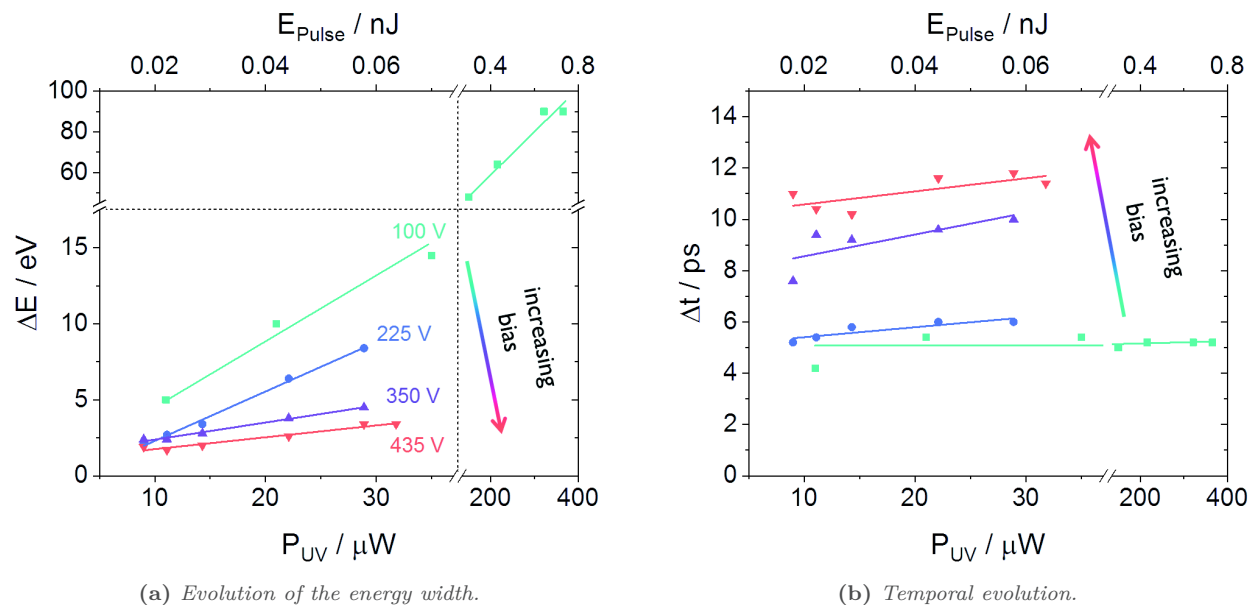 E_Pulse / nJ
0.02 0.04 0.06 0.4 0.8
100
80
60
15
10
5
0
ΔE / eV
100 V
225 V
350 V
435 V
increasing
bias
10 20 30 200 400
P_UV / μW
(a) Evolution of the energy width.
E_Pulse / nJ
0.02 0.04 0.06 0.4 0.8
14
12
10
8
6
4
2
0
Δt / ps
increasing
bias
10 20 30 200 400
P_UV / μW
(b) Temporal evolution.